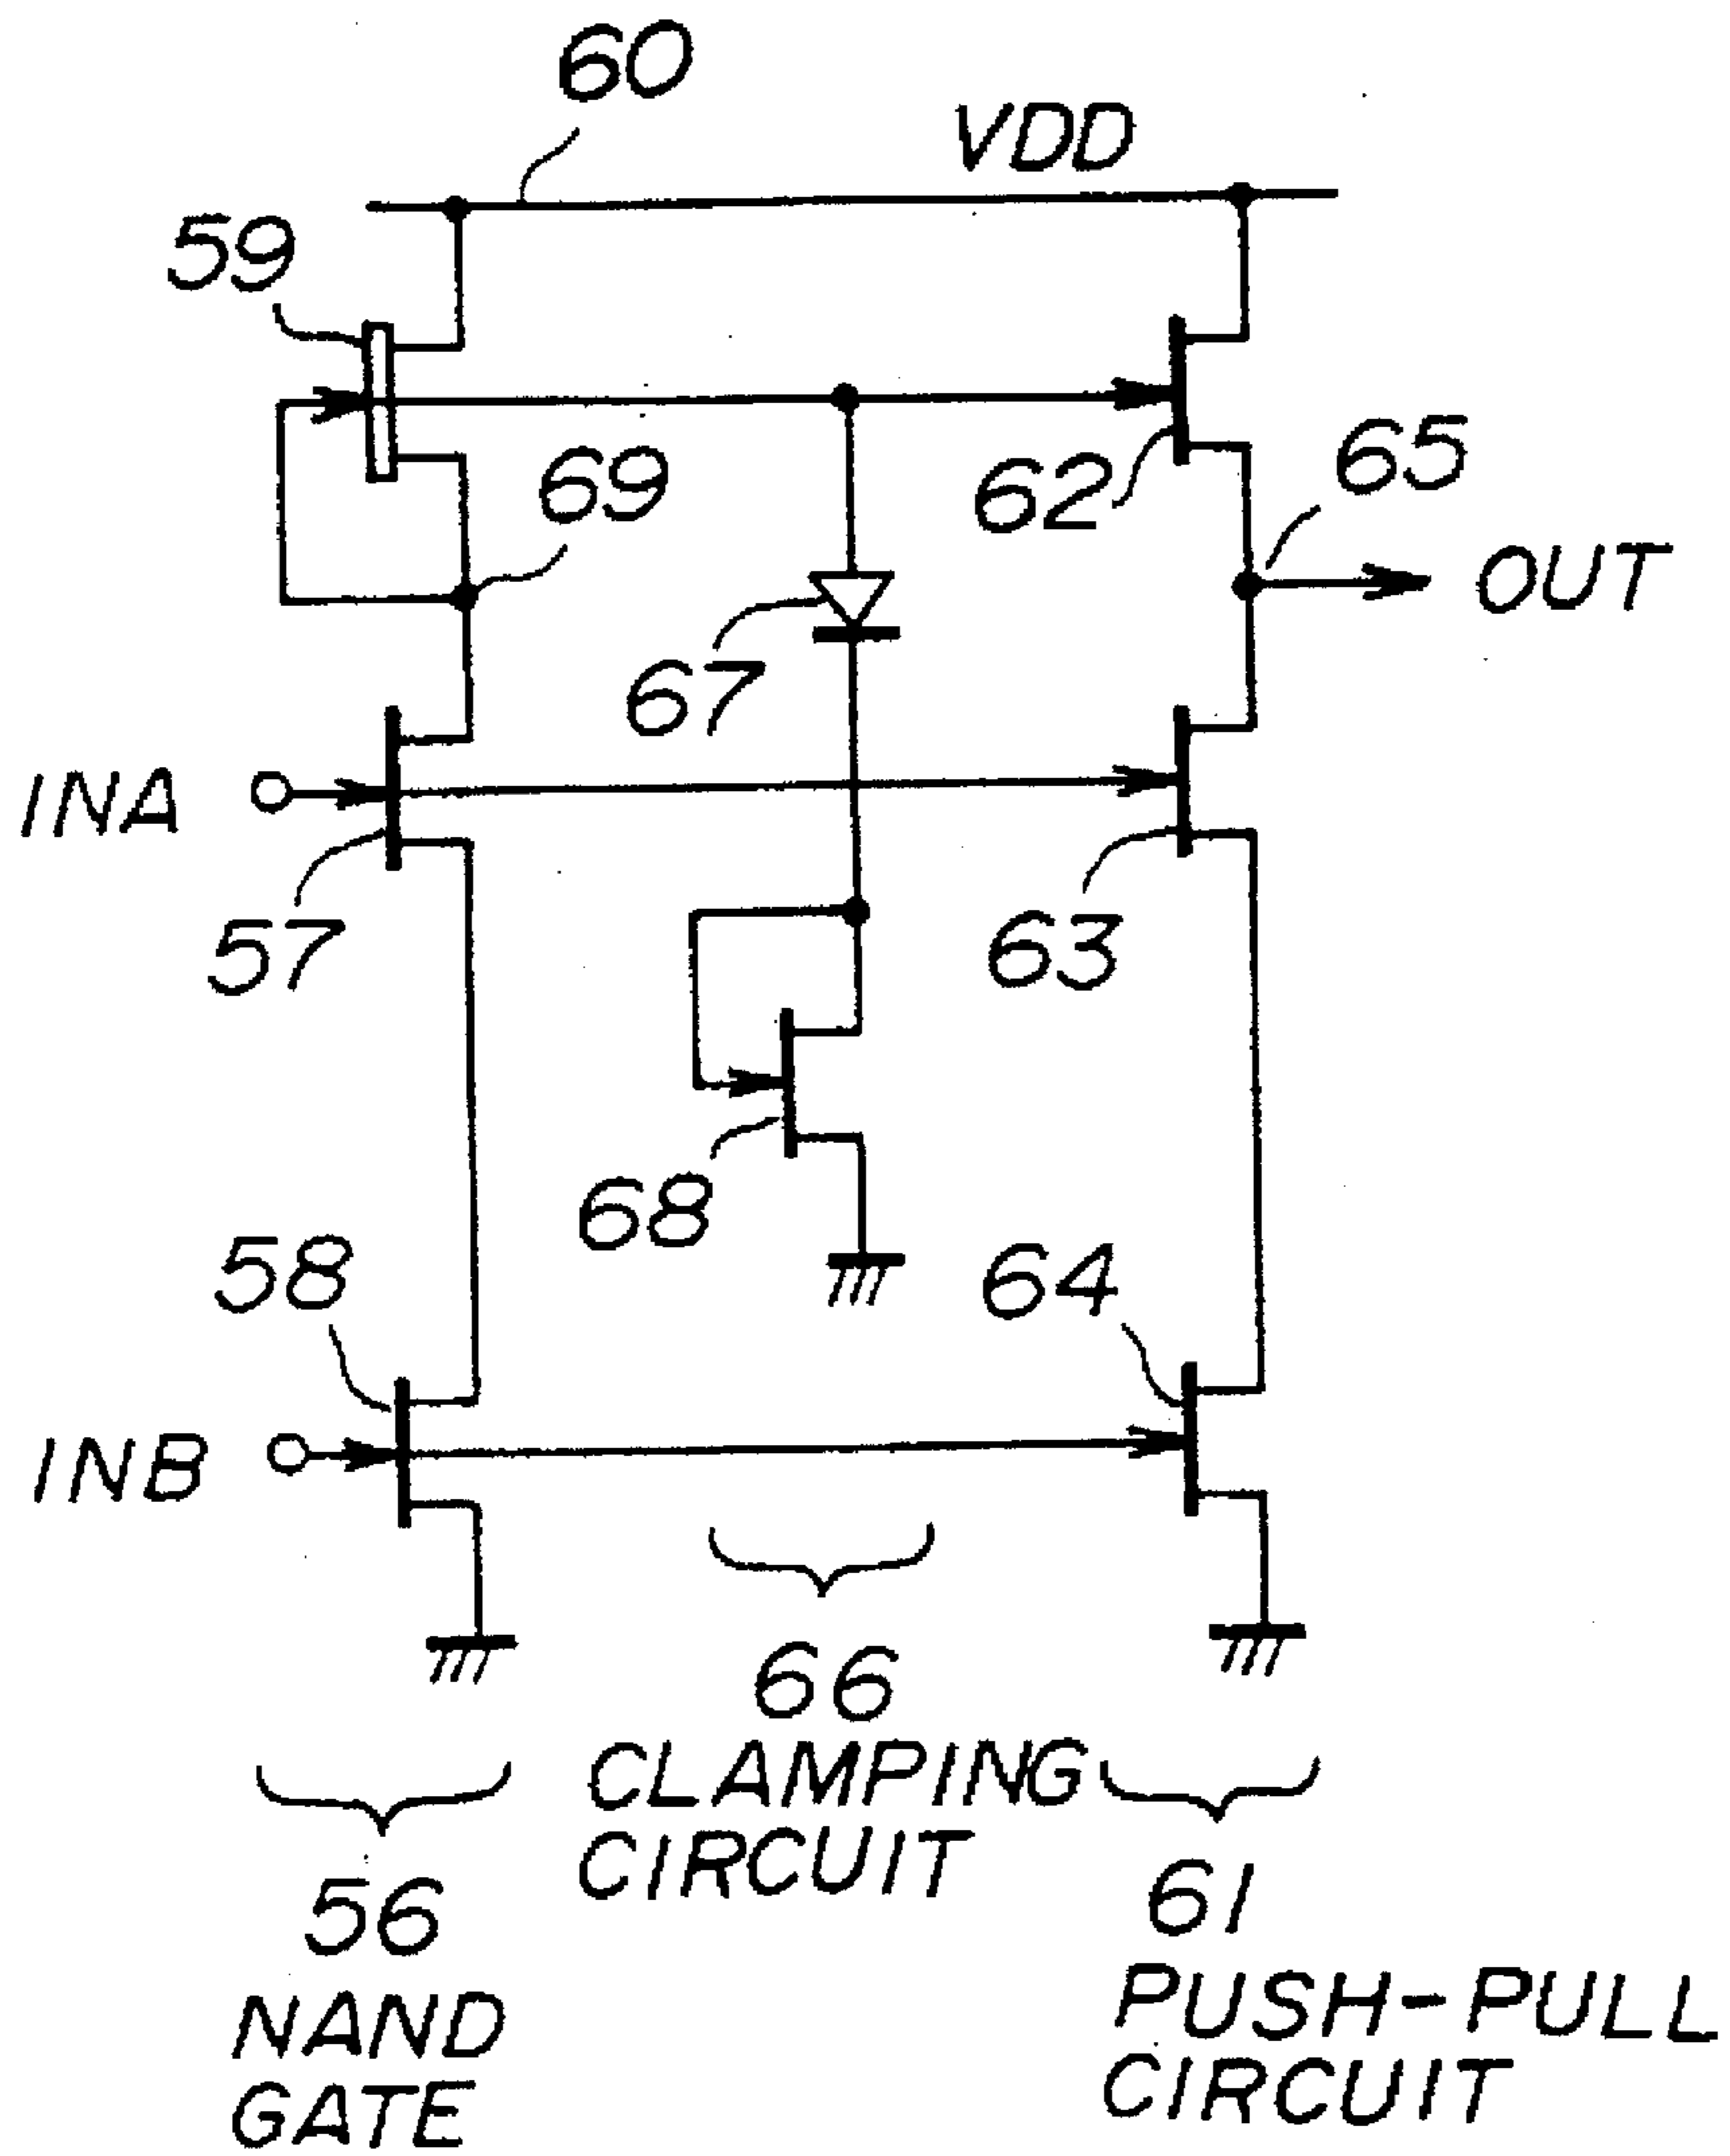 60
VDD
59
69
62
65
OUT
67
INA
57
63
68
58
64
INB
66
CLAMPING
CIRCUIT
56
NAND
GATE
61
PUSH-PULL
CIRCUIT